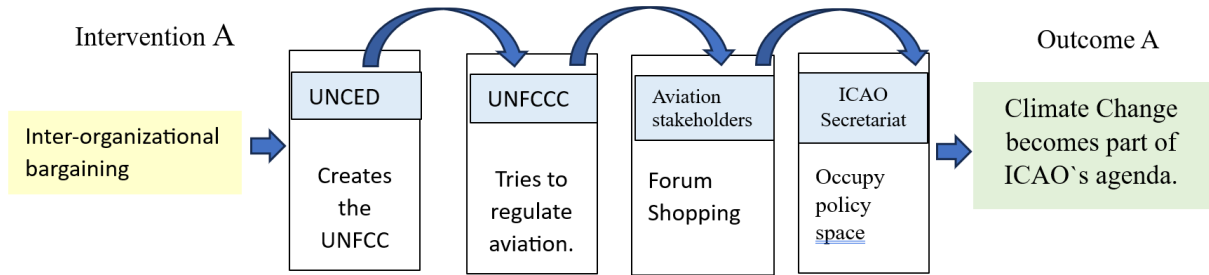 Intervention A
Inter-organizational
bargaining
UNCED
Creates
the
UNFCC
UNFCCC
Tries to
regulate
aviation.
Aviation
stakeholders
Forum
Shopping
ICAO
Secretariat
Occupy
policy
space
Outcome A
Climate Change
becomes part of
ICAO`s agenda.